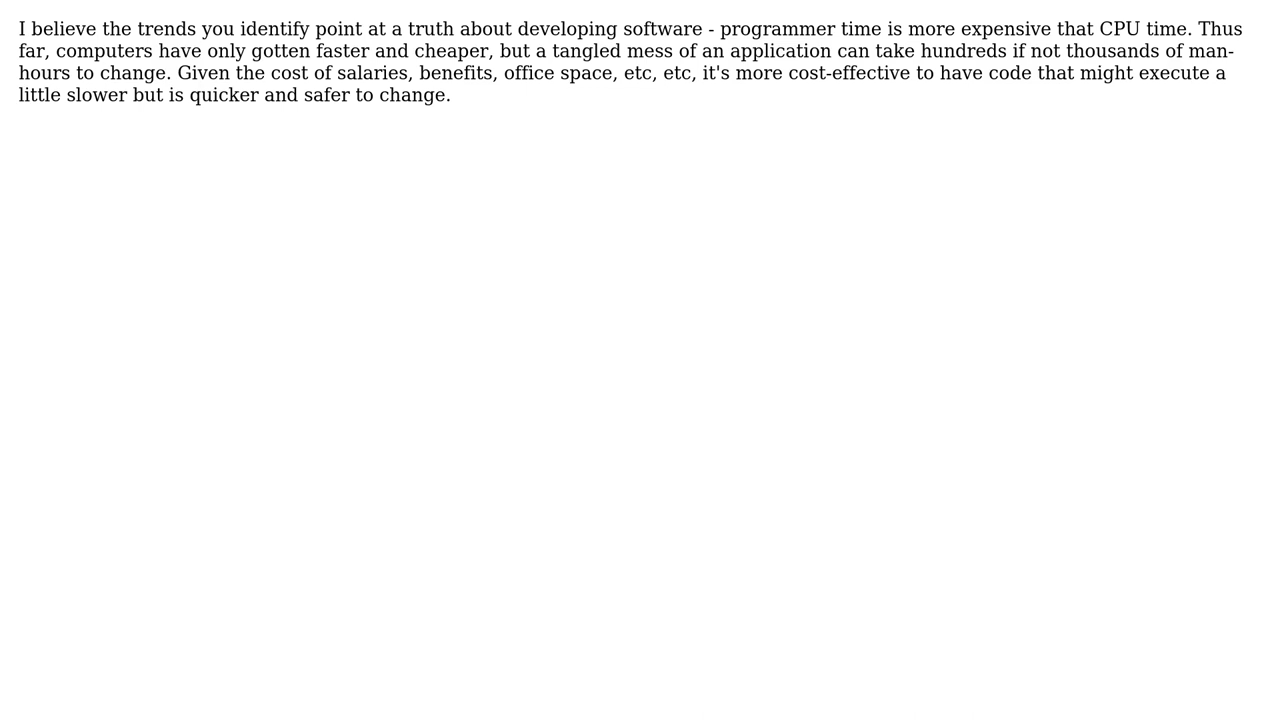 I believe the trends you identify point at a truth about developing software - programmer time is more expensive that CPU time. Thus
far, computers have only gotten faster and cheaper, but a tangled mess of an application can take hundreds if not thousands of man-
hours to change. Given the cost of salaries, benefits, office space, etc, etc, it's more cost-effective to have code that might execute a
little slower but is quicker and safer to change.